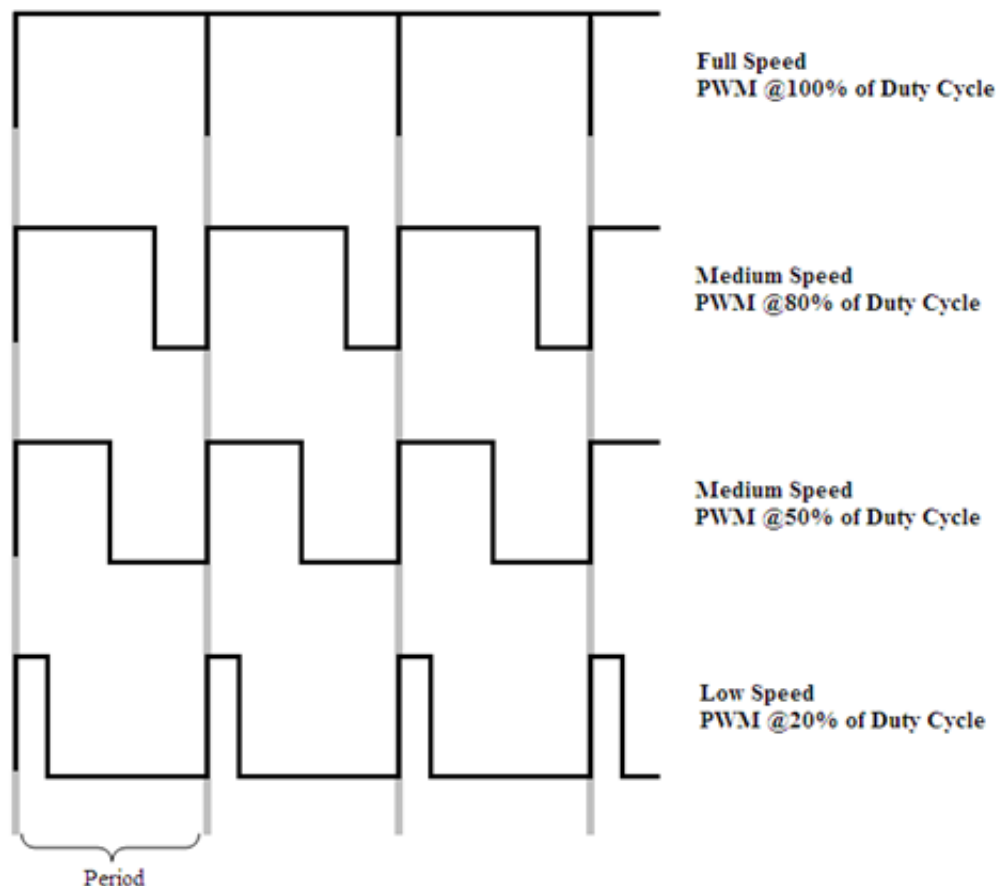 Full Speed
PWM @100% of Duty Cycle
Medium Speed
PWM @80% of Duty Cycle
Medium Speed
PWM @50% of Duty Cycle
Low Speed
PWM @20% of Duty Cycle
Period